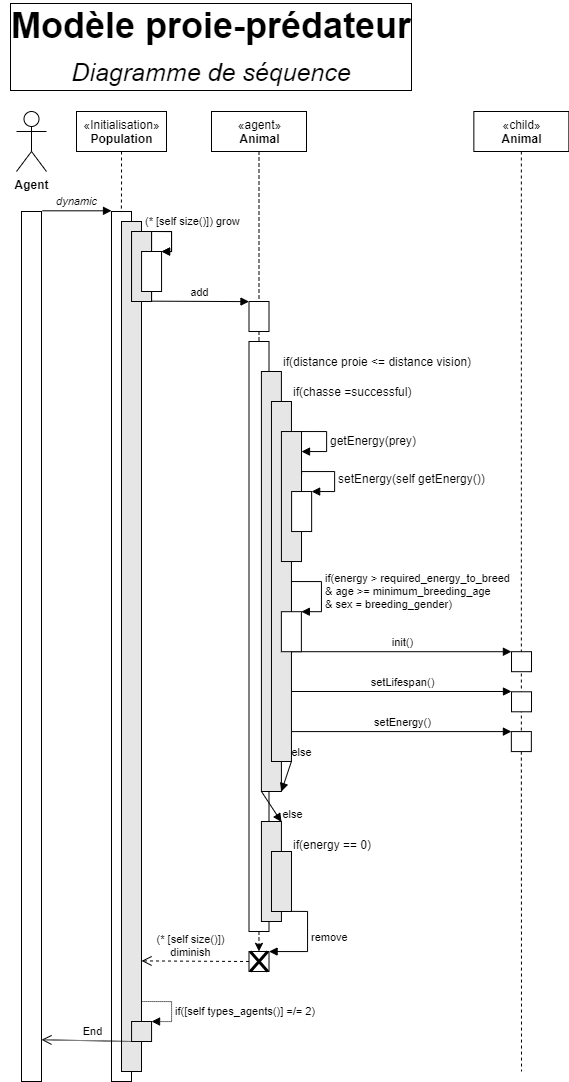 Modèle proie-prédateur
Diagramme de séquence
«Initialisation»
Population
«agent»
Animal
«child»
Animal
Agent
dynamic
(* [self size()]) grow
add
if(distance proie <= distance vision)
if(chasse =successful)
getEnergy(prey)
setEnergy(self getEnergy())
if(energy > required_energy_to_breed
& age >= minimum_breeding_age
& sex = breeding_gender)
init()
setLifespan()
setEnergy()
else
else
if(energy == 0)
remove
(* [self size()])
diminish
if([self types_agents()] =/= 2)
End